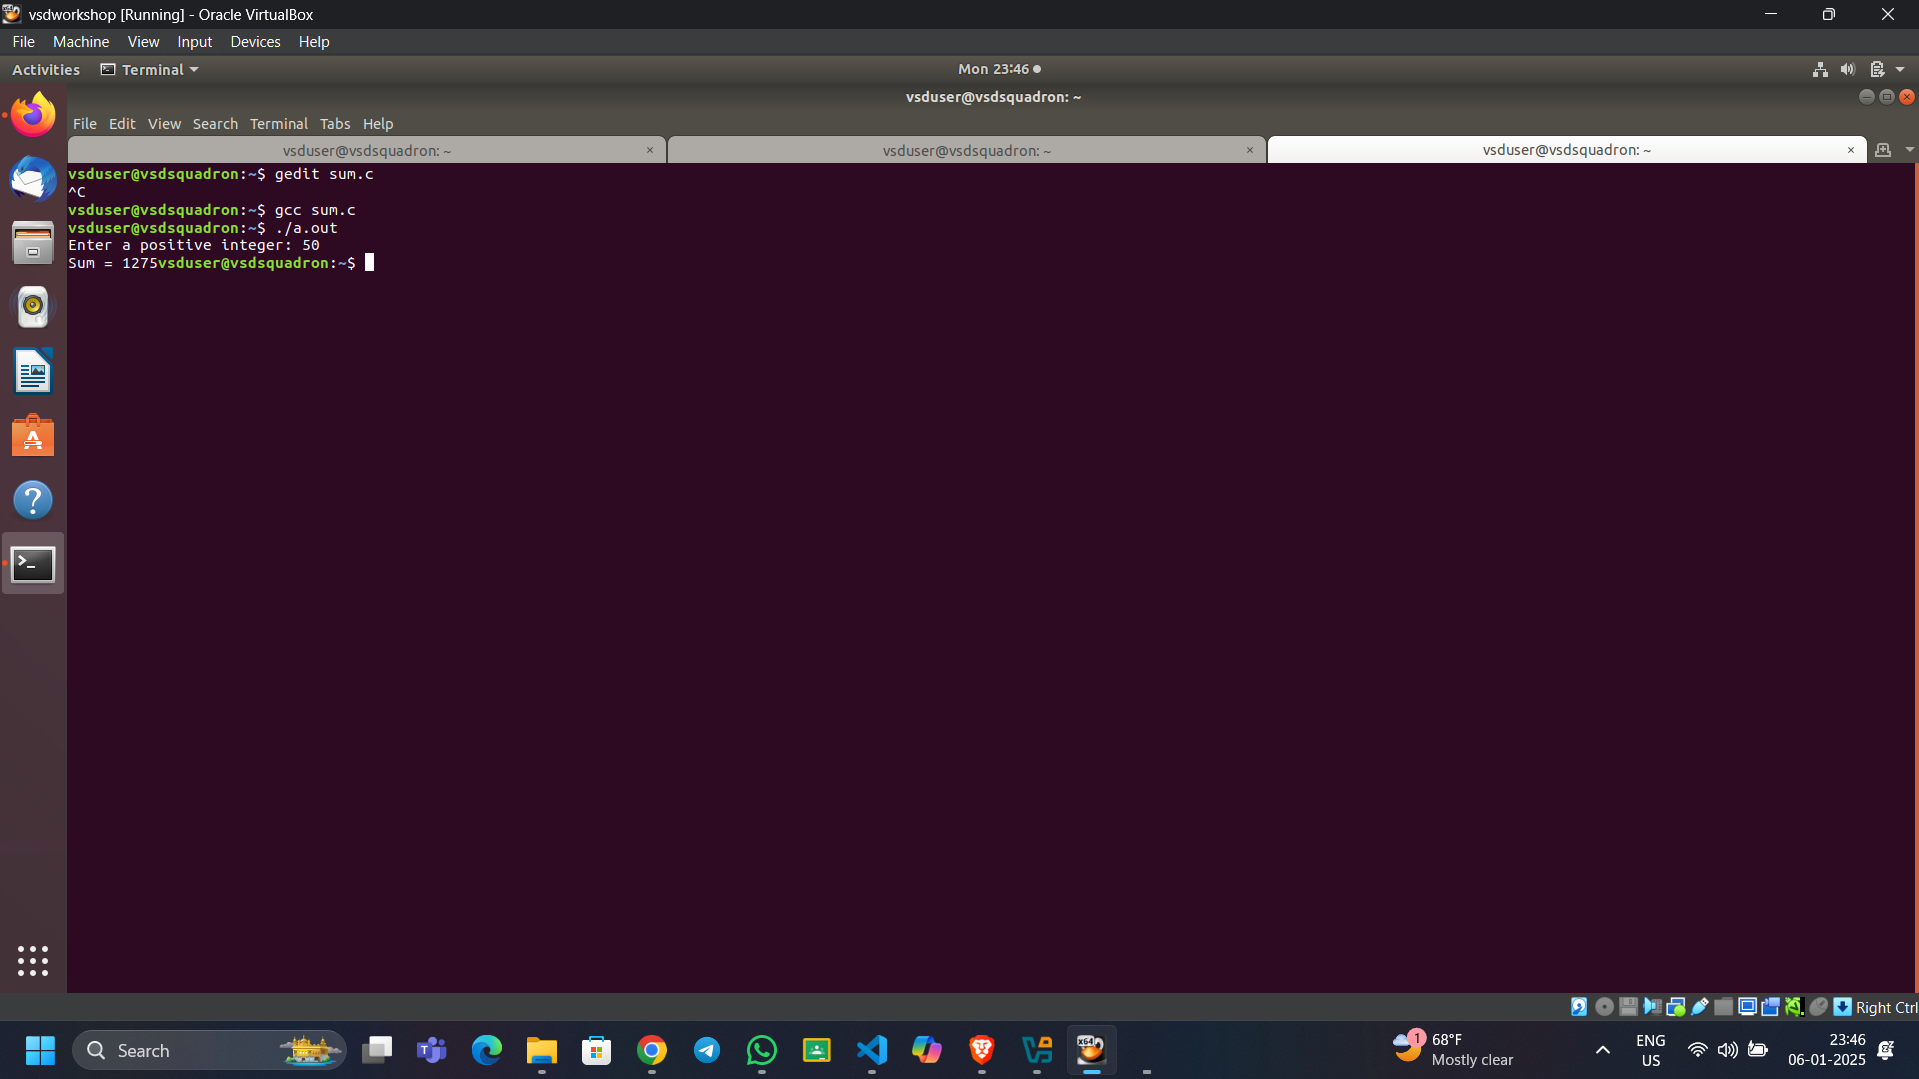 vsdworkshop [Running] - Oracle VirtualBox
File Machine View Input Devices Help
Activities Terminal Mon 23:46
vsduser@vsdsquadron: ~
File Edit View Search Terminal Tabs Help
vsduser@vsdsquadron: ~ × vsduser@vsdsquadron: ~ × vsduser@vsdsquadron: ~ ×
vsduser@vsdsquadron:~$ gedit sum.c
^C
vsduser@vsdsquadron:~$ gcc sum.c
vsduser@vsdsquadron:~$ ./a.out
Enter a positive integer: 50
Sum = 1275vsduser@vsdsquadron:~$
Right Ctrl
Search
1
68°F
Mostly clear
ENG
US
23:46
06-01-2025